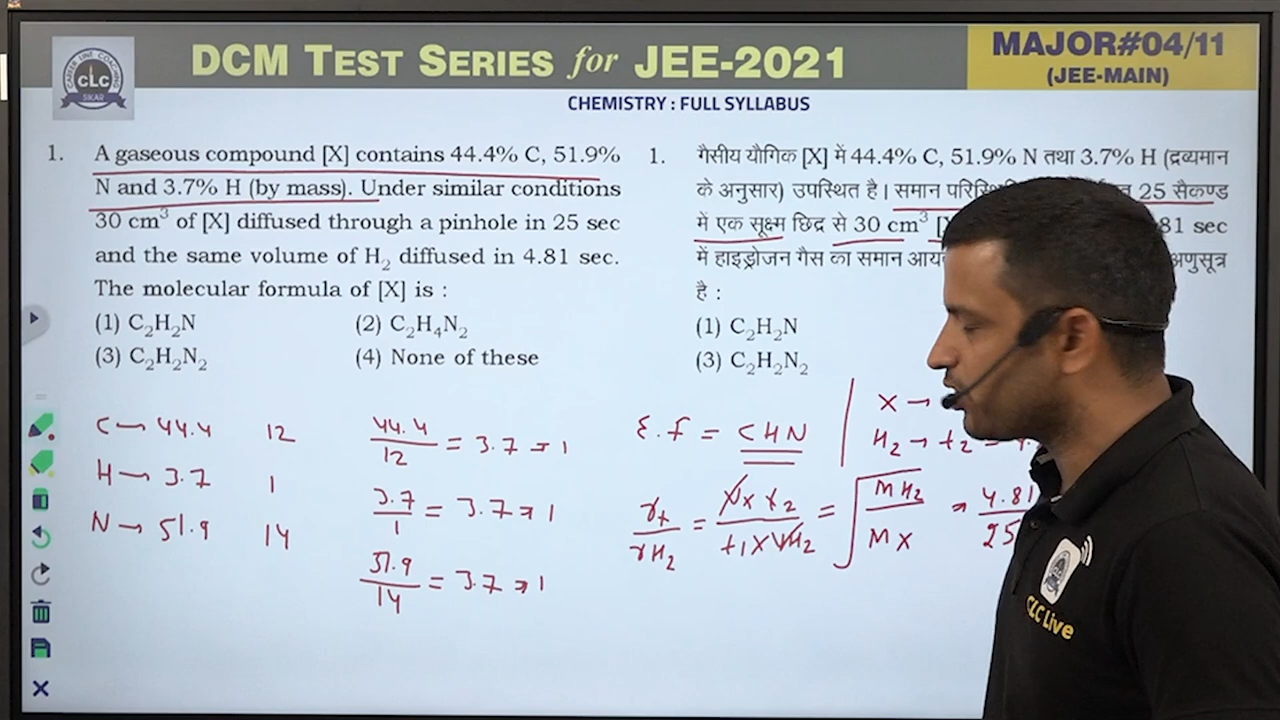 CAREER LINE COACHING
CLC
SIKAR
DCM TEST SERIES for JEE-2021
MAJOR#04/11
(JEE-MAIN)
CHEMISTRY : FULL SYLLABUS
1. A gaseous compound [X] contains 44.4% C, 51.9%
N and 3.7% H (by mass). Under similar conditions
30 cm³ of [X] diffused through a pinhole in 25 sec
and the same volume of H₂ diffused in 4.81 sec.
The molecular formula of [X] is :
(1) C₂H₂N (2) C₂H₄N₂
(3) C₂H₂N₂ (4) None of these
1. गैसीय यौगिक [X] में 44.4% C, 51.9% N तथा 3.7% H (द्रव्यमान
के अनुसार) उपस्थित है। समान 25 सैकण्ड
में एक सूक्ष्म छिद्र से 30 cm³ 81 sec
में हाइड्रोजन गैस का समान अणुसूत्र
है :
(1) C₂H₂N
(3) C₂H₂N₂
C → 44.4 12
H → 3.7 1
N → 51.9 14
44.4/12 = 3.7 ⇒ 1
3.7/1 = 3.7 ⇒ 1
51.9/14 = 3.7 ⇒ 1
E.f = CHN
X →
H₂ → t₂ =
rx/rH₂ = Vx t₂/t₁ x VH₂ = √MH₂/Mx ⇒ 4.81/25
CLC
CLC Live